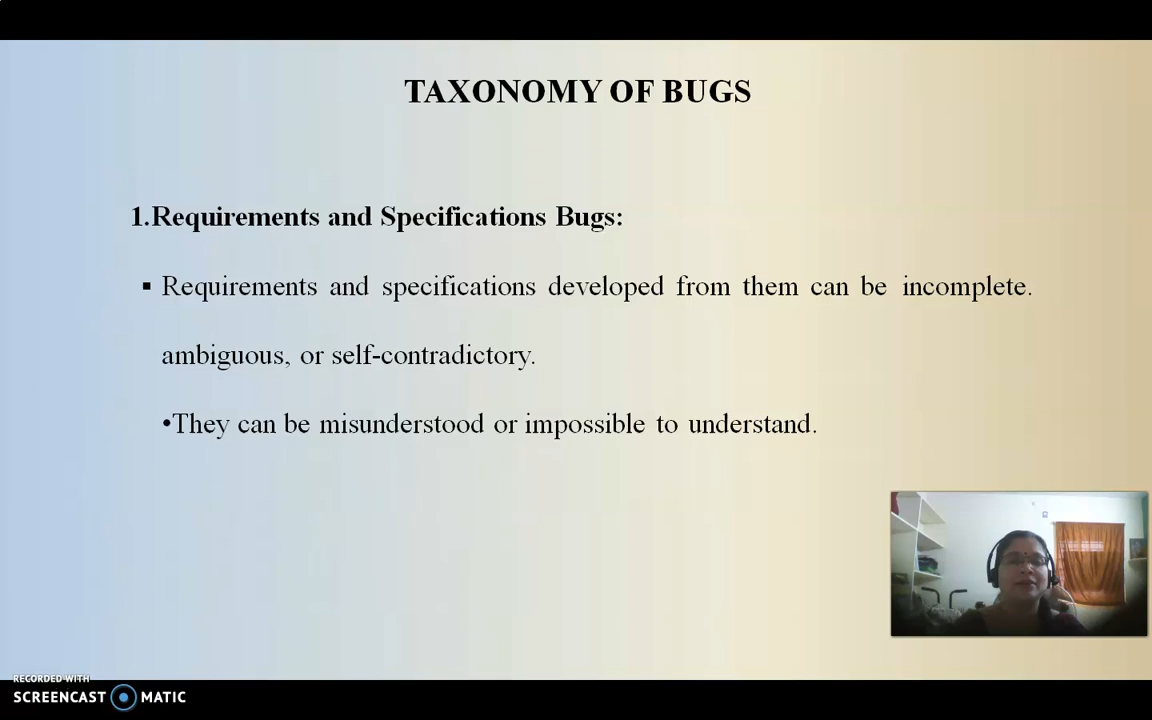 TAXONOMY OF BUGS
1.Requirements and Specifications Bugs:
▪ Requirements and specifications developed from them can be incomplete.
ambiguous, or self-contradictory.
•They can be misunderstood or impossible to understand.
RECORDED WITH
SCREENCAST MATIC